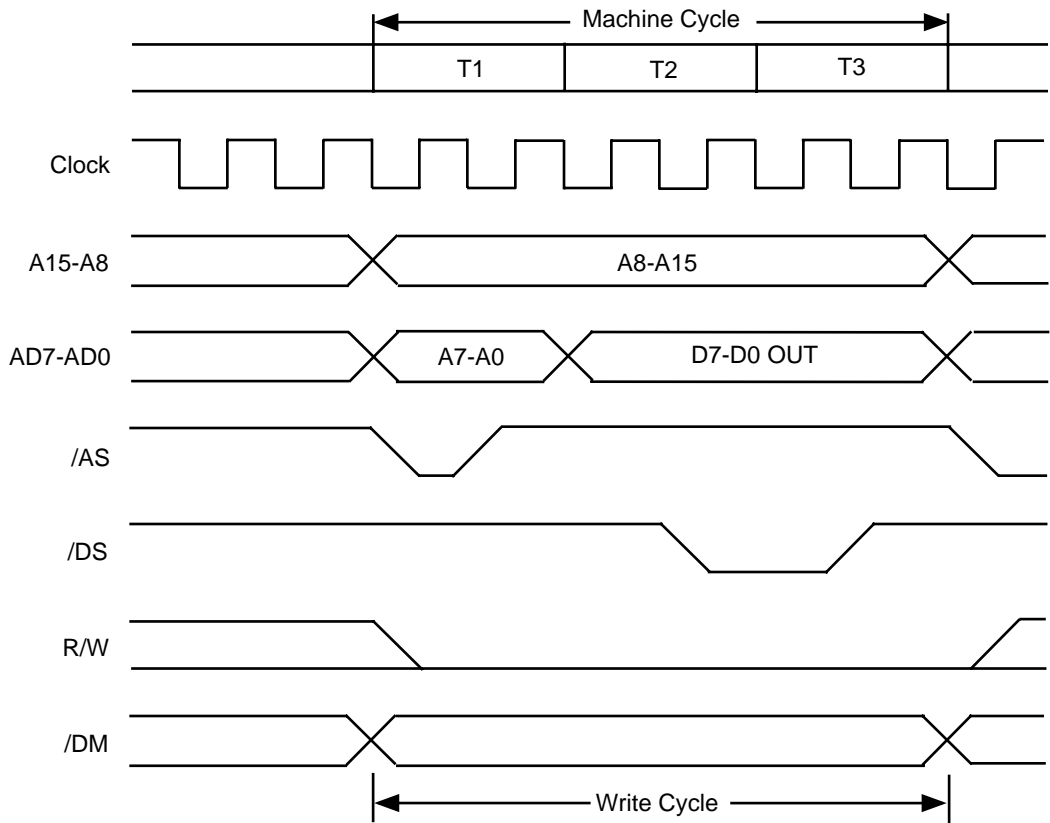 Machine Cycle
T1 T2 T3
Clock
A15-A8 A8-A15
AD7-AD0 A7-A0 D7-D0 OUT
/AS
/DS
R/W
/DM
Write Cycle